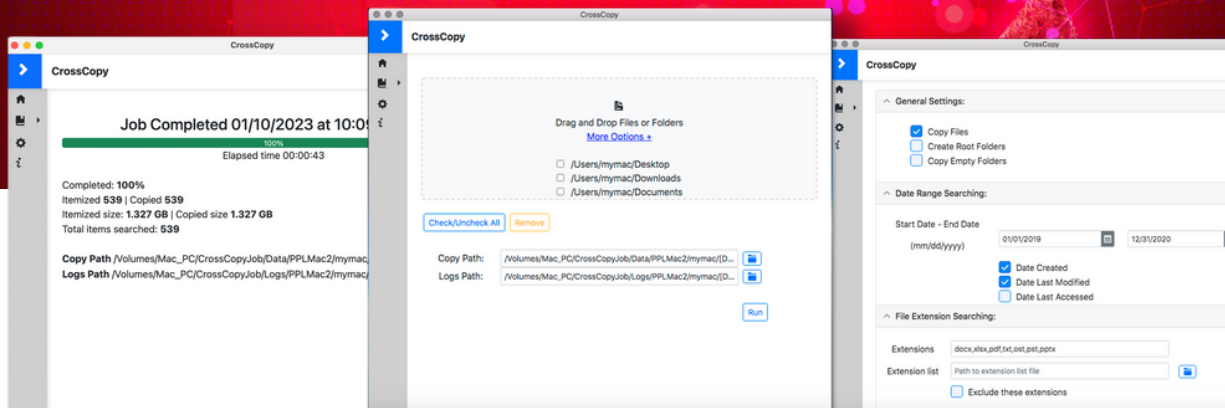 CrossCopy
CrossCopy
Job Completed 01/10/2023 at 10:09
100%
Elapsed time 00:00:43
Completed: 100%
Itemized 539 | Copied 539
Itemized size: 1.327 GB | Copied size 1.327 GB
Total items searched: 539
Copy Path /Volumes/Mac_PC/CrossCopyJob/Data/PPLMac2/mymac/
Logs Path /Volumes/Mac_PC/CrossCopyJob/Logs/PPLMac2/mymac/
CrossCopy
CrossCopy
Drag and Drop Files or Folders
More Options +
/Users/mymac/Desktop
/Users/mymac/Downloads
/Users/mymac/Documents
Check/Uncheck All
Remove
Copy Path: /Volumes/Mac_PC/CrossCopyJob/Data/PPLMac2/mymac/[D...
Logs Path: /Volumes/Mac_PC/CrossCopyJob/Logs/PPLMac2/mymac/[D...
Run
CrossCopy
CrossCopy
General Settings:
Copy Files
Create Root Folders
Copy Empty Folders
Date Range Searching:
Start Date - End Date
(mm/dd/yyyy)
01/01/2019
12/31/2020
Date Created
Date Last Modified
Date Last Accessed
File Extension Searching:
Extensions docx,xlsx,pdf,txt,ost,pst,pptx
Extension list Path to extension list file
Exclude these extensions